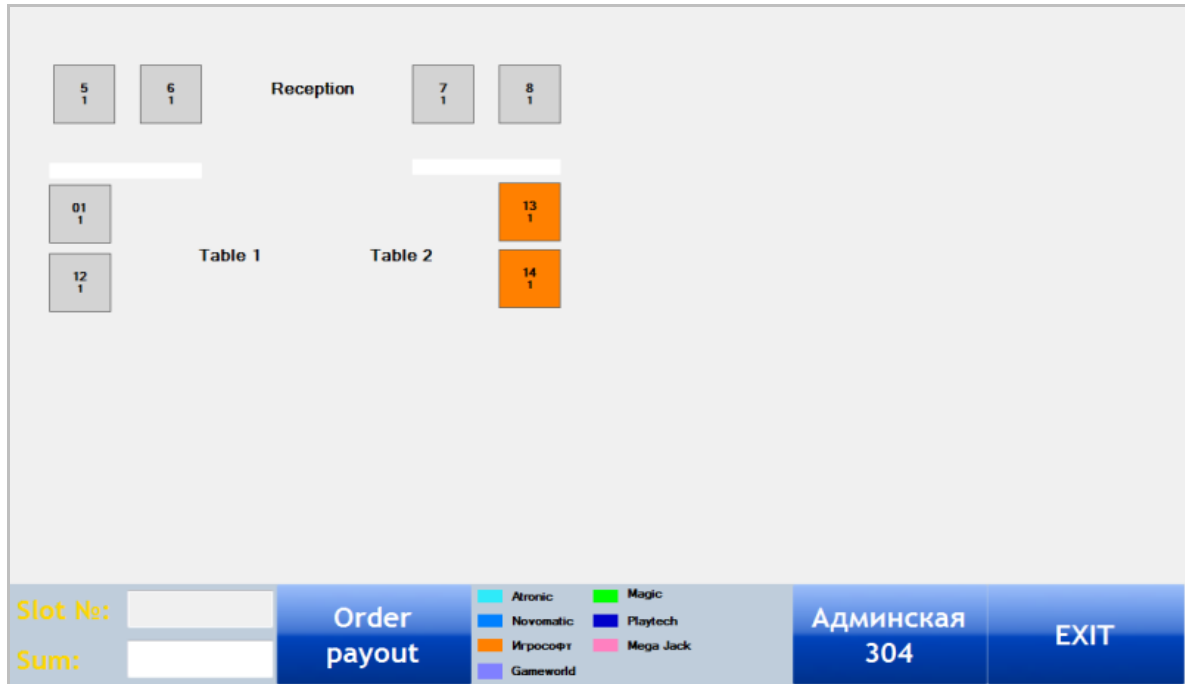 5
1
6
1
Reception
7
1
8
1
01
1
13
1
Table 1
Table 2
12
1
14
1
Slot №:
Sum:
Order
payout
Atronic
Magic
Novomatic
Playtech
Игрософт
Mega Jack
Gameworld
Админская
304
EXIT